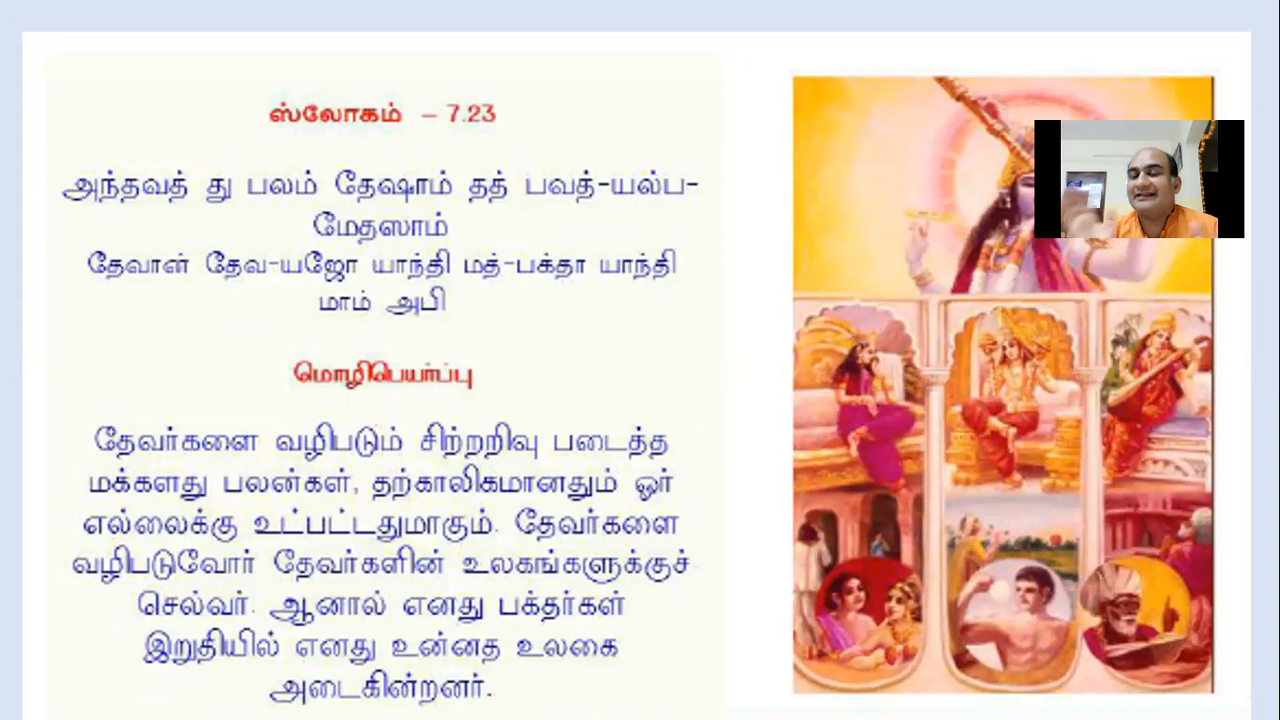 ஸ்லோகம் – 7.23
அந்தவத் து பலம் தேஷாம் தத் பவத்-யல்ப-
மேதஸாம்
தேவான் தேவ-யஜோ யாந்தி மத்-பக்தா யாந்தி
மாம் அபி
மொழிபெயர்ப்பு
தேவர்களை வழிபடும் சிற்றறிவு படைத்த
மக்களது பலன்கள், தற்காலிகமானதும் ஓர்
எல்லைக்கு உட்பட்டதுமாகும். தேவர்களை
வழிபடுவோர் தேவர்களின் உலகங்களுக்குச்
செல்வர். ஆனால் எனது பக்தர்கள்
இறுதியில் எனது உன்னத உலகை
அடைகின்றனர்.